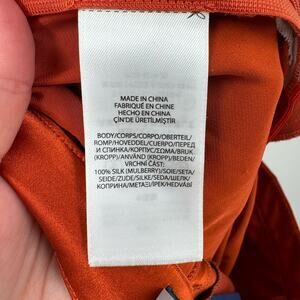 MADE IN CHINA
FABRIQUÉ EN CHINE
HECHO EN CHINA
ÇİN'DE ÜRETİLMİŞTİR
BODY/CORPS/CORPO/OBERTEIL/
ROMP/HOVEDDEL/CUERPO/ПЕРЕД
И СПИНКА/КОРПУС/ΣΩΜΑ/BRUK
(KROPP)/ANVÄND (KROPP)/BEDEN/
VRCHNÍ ČÁST:
100% SILK (MULBERRY)/SOIE/SETA/
SEIDE/ZIJDE/SILKE/SEDA/ШЕЛК/
КОПРИНА/ΜΕΤΑΞΙ/IPEK/HEDVÁBÍ